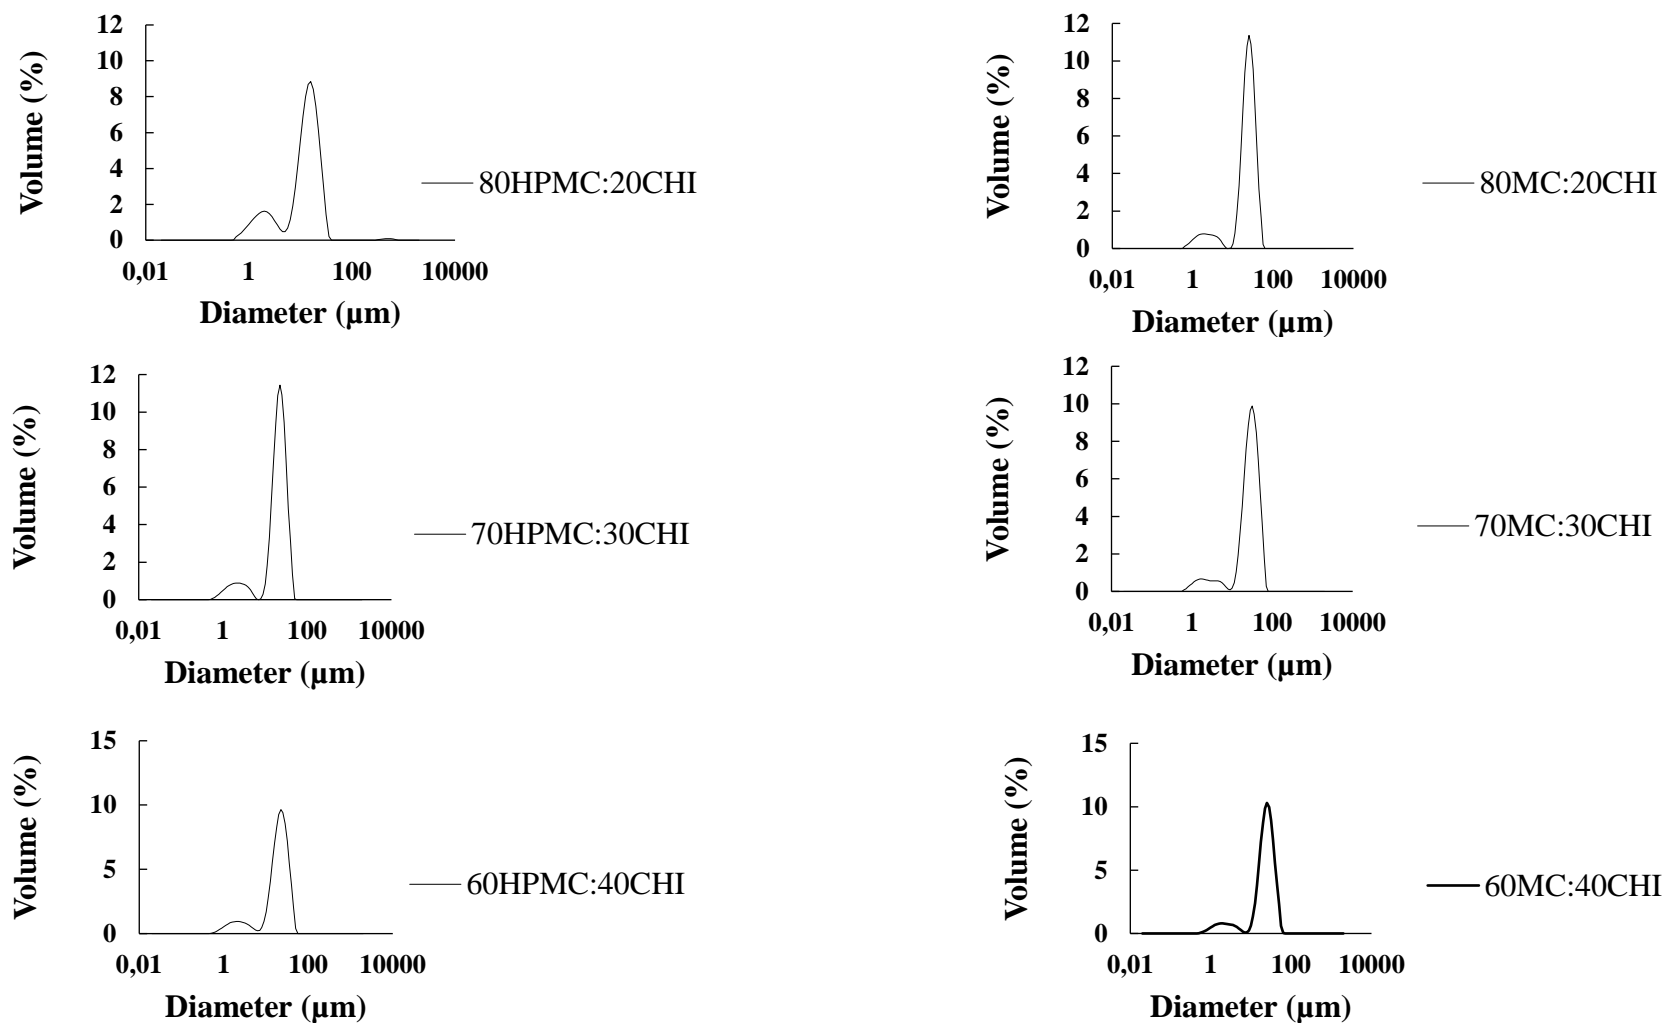 12
10
8
6
4
2
0
Volume (%)
0,01 1 100 10000
Diameter (µm)
80HPMC:20CHI
12
10
8
6
4
2
0
Volume (%)
0,01 1 100 10000
Diameter (µm)
80MC:20CHI
12
10
8
6
4
2
0
Volume (%)
0,01 1 100 10000
Diameter (µm)
70HPMC:30CHI
12
10
8
6
4
2
0
Volume (%)
0,01 1 100 10000
Diameter (µm)
70MC:30CHI
15
10
5
0
Volume (%)
0,01 1 100 10000
Diameter (µm)
60HPMC:40CHI
15
10
5
0
Volume (%)
0,01 1 100 10000
Diameter (µm)
60MC:40CHI